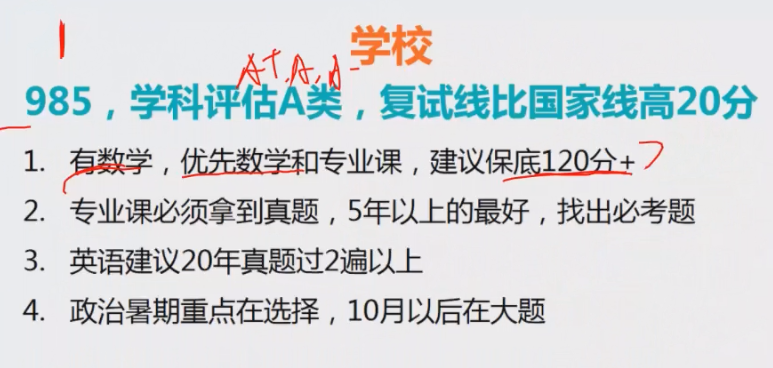 学校
A+, A, A-
985，学科评估A类，复试线比国家线高20分
1. 有数学，优先数学和专业课，建议保底120分+
2. 专业课必须拿到真题，5年以上的最好，找出必考题
3. 英语建议20年真题过2遍以上
4. 政治暑期重点在选择，10月以后在大题